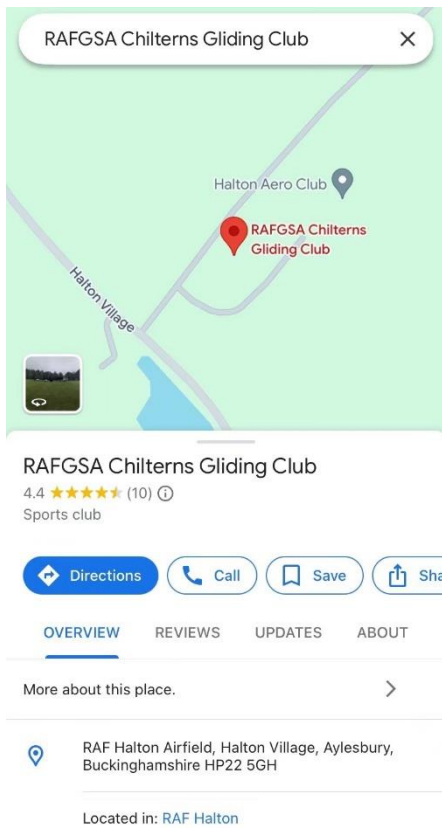 RAFGSA Chilterns Gliding Club
Halton Aero Club
RAFGSA Chilterns
Gliding Club
Halton Village
RAFGSA Chilterns Gliding Club
4.4 (10)
Sports club
Directions Call Save Sha
OVERVIEW REVIEWS UPDATES ABOUT
More about this place.
RAF Halton Airfield, Halton Village, Aylesbury,
Buckinghamshire HP22 5GH
Located in: RAF Halton